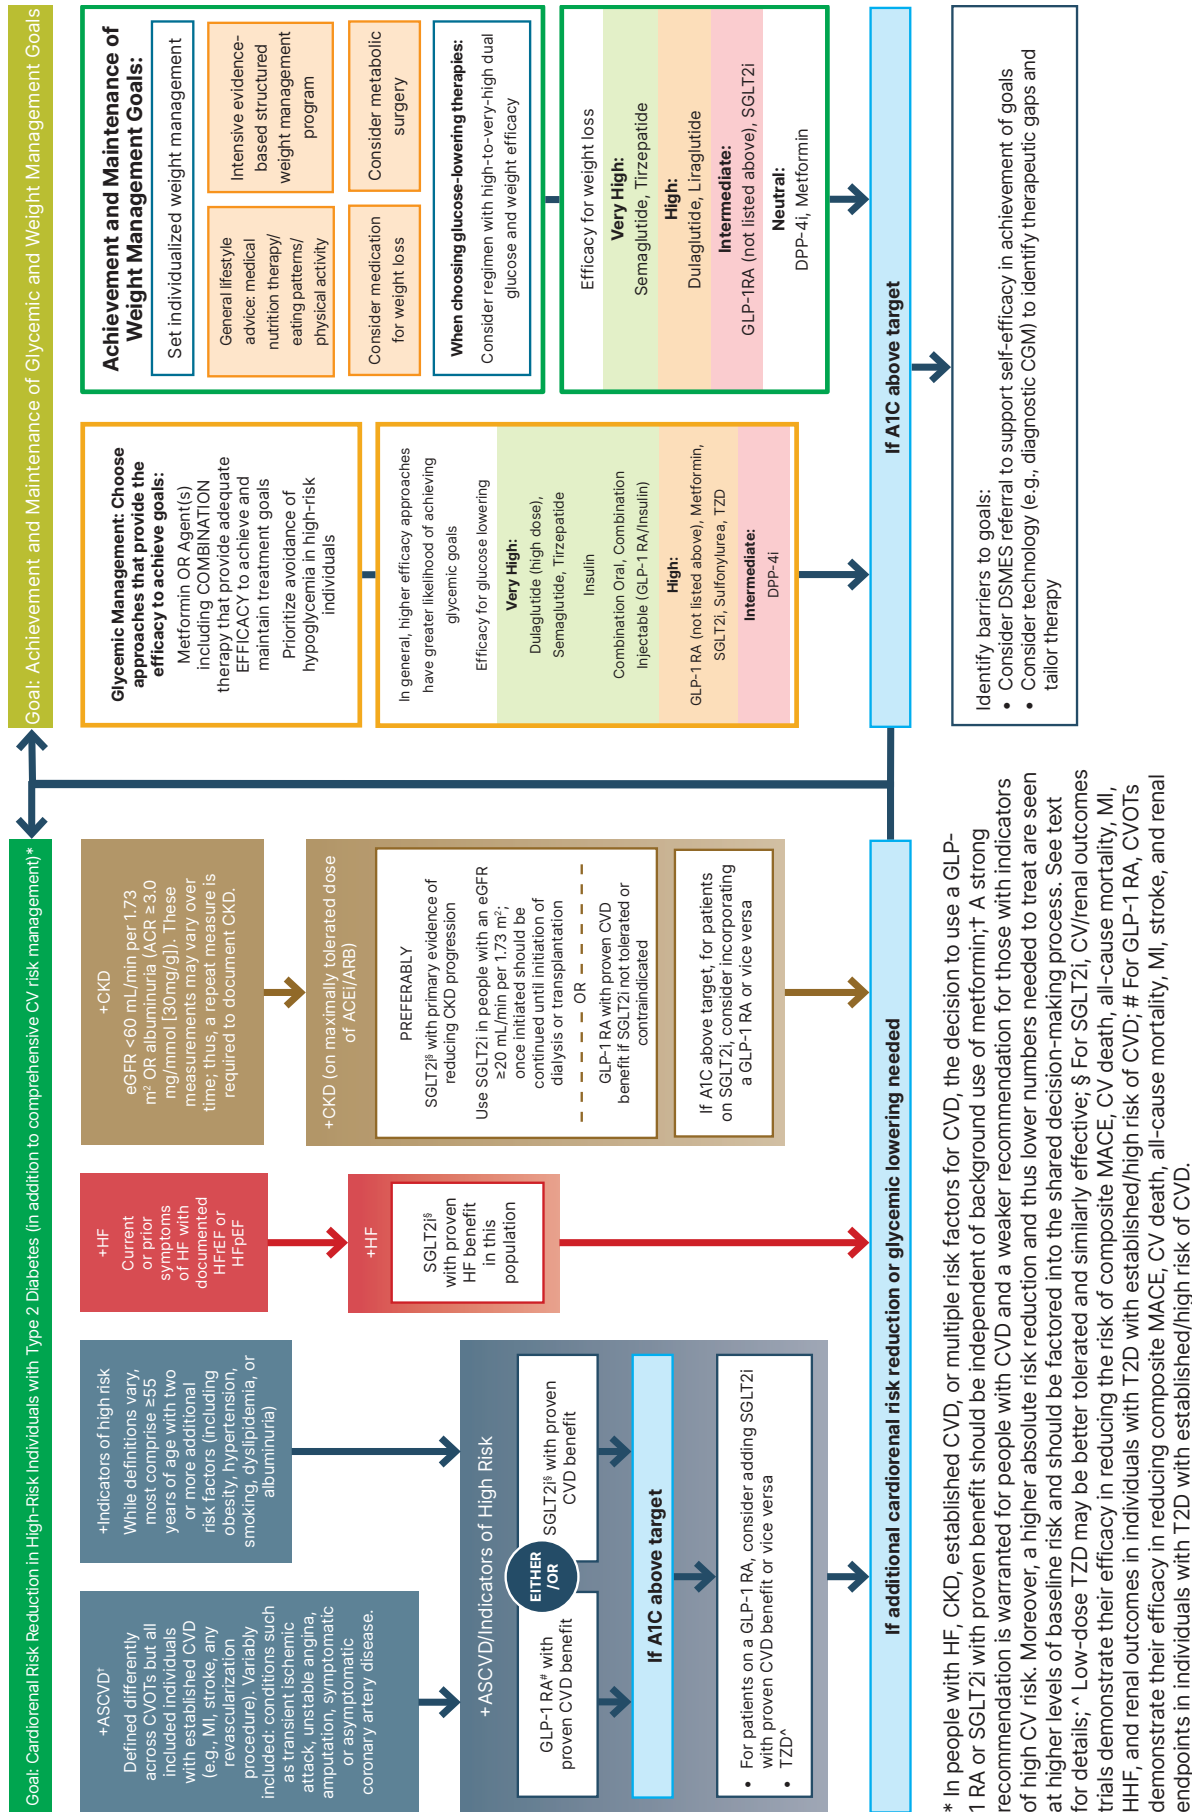 Goal: Cardiorenal Risk Reduction in High-Risk Individuals with Type 2 Diabetes (in addition to comprehensive CV risk management)*
+ASCVD†
Defined differently
across CVOTs but all
included individuals
with established CVD
(e.g., MI, stroke, any
revascularization
procedure). Variably
included: conditions such
as transient ischemic
attack, unstable angina,
amputation, symptomatic
or asymptomatic
coronary artery disease.
+Indicators of high risk
While definitions vary,
most comprise ≥55
years of age with two
or more additional
risk factors (including
obesity, hypertension,
smoking, dyslipidemia, or
albuminuria)
+ASCVD/Indicators of High Risk
GLP-1 RA# with
proven CVD benefit
EITHER
/OR
SGLT2i§ with proven
CVD benefit
If A1C above target
• For patients on a GLP-1 RA, consider adding SGLT2i
with proven CVD benefit or vice versa
• TZD^
+HF
Current
or prior
symptoms
of HF with
documented
HFrEF or
HFpEF
+HF
SGLT2i§
with proven
HF benefit
in this
population
+CKD
eGFR <60 mL/min per 1.73
m² OR albuminuria (ACR ≥3.0
mg/mmol [30mg/g]). These
measurements may vary over
time; thus, a repeat measure is
required to document CKD.
+CKD (on maximally tolerated dose
of ACEi/ARB)
PREFERABLY
SGLT2i§ with primary evidence of
reducing CKD progression
Use SGLT2i in people with an eGFR
≥20 mL/min per 1.73 m²;
once initiated should be
continued until initiation of
dialysis or transplantation
OR
GLP-1 RA with proven CVD
benefit if SGLT2i not tolerated or
contraindicated
If A1C above target, for patients
on SGLT2i, consider incorporating
a GLP-1 RA or vice versa
If additional cardiorenal risk reduction or glycemic lowering needed
Goal: Achievement and Maintenance of Glycemic and Weight Management Goals
Glycemic Management: Choose
approaches that provide the
efficacy to achieve goals:
Metformin OR Agent(s)
including COMBINATION
therapy that provide adequate
EFFICACY to achieve and
maintain treatment goals
Prioritize avoidance of
hypoglycemia in high-risk
individuals
In general, higher efficacy approaches
have greater likelihood of achieving
glycemic goals
Efficacy for glucose lowering
Very High:
Dulaglutide (high dose),
Semaglutide, Tirzepatide
Insulin
Combination Oral, Combination
Injectable (GLP-1 RA/Insulin)
High:
GLP-1 RA (not listed above), Metformin,
SGLT2i, Sulfonylurea, TZD
Intermediate:
DPP-4i
Achievement and Maintenance of
Weight Management Goals:
Set individualized weight management
General lifestyle
advice: medical
nutrition therapy/
eating patterns/
physical activity
Intensive evidence-
based structured
weight management
program
Consider medication
for weight loss
Consider metabolic
surgery
When choosing glucose-lowering therapies:
Consider regimen with high-to-very-high dual
glucose and weight efficacy
Efficacy for weight loss
Very High:
Semaglutide, Tirzepatide
High:
Dulaglutide, Liraglutide
Intermediate:
GLP-1RA (not listed above), SGLT2i
Neutral:
DPP-4i, Metformin
If A1C above target
Identify barriers to goals:
• Consider DSMES referral to support self-efficacy in achievement of goals
• Consider technology (e.g., diagnostic CGM) to identify therapeutic gaps and
tailor therapy
* In people with HF, CKD, established CVD, or multiple risk factors for CVD, the decision to use a GLP-
1 RA or SGLT2i with proven benefit should be independent of background use of metformin;† A strong
recommendation is warranted for people with CVD and a weaker recommendation for those with indicators
of high CV risk. Moreover, a higher absolute risk reduction and thus lower numbers needed to treat are seen
at higher levels of baseline risk and should be factored into the shared decision-making process. See text
for details; ^ Low-dose TZD may be better tolerated and similarly effective; § For SGLT2i, CV/renal outcomes
trials demonstrate their efficacy in reducing the risk of composite MACE, CV death, all-cause mortality, MI,
HHF, and renal outcomes in individuals with T2D with established/high risk of CVD; # For GLP-1 RA, CVOTs
demonstrate their efficacy in reducing composite MACE, CV death, all-cause mortality, MI, stroke, and renal
endpoints in individuals with T2D with established/high risk of CVD.